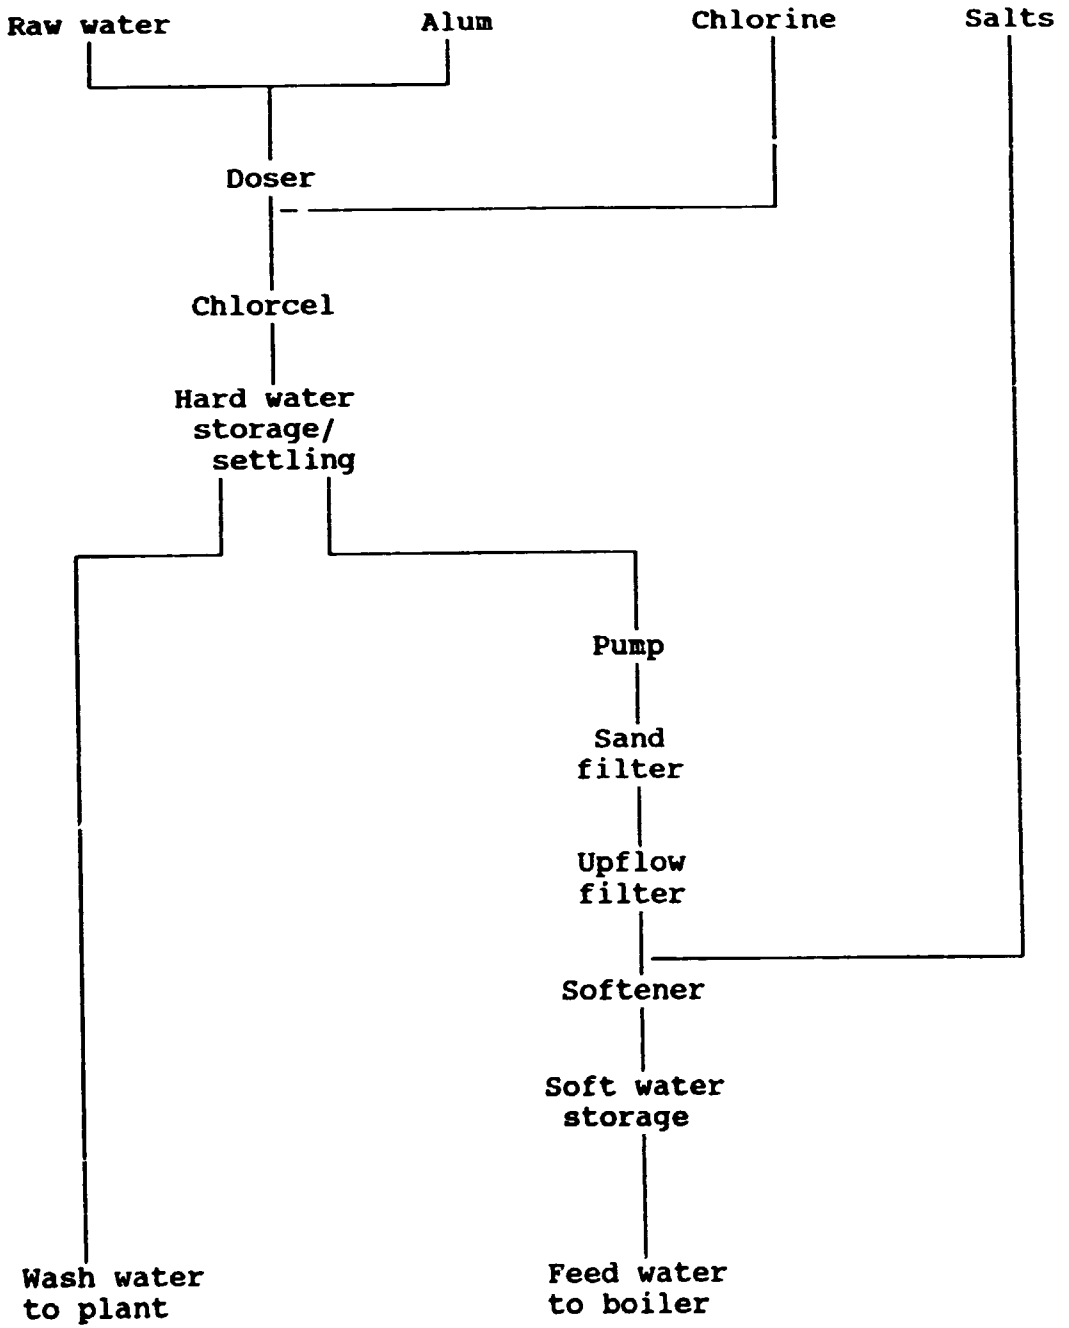 Raw water
Alum
Chlorine
Salts
Doser
Chlorcel
Hard water
storage/
settling
Pump
Sand
filter
Upflow
filter
Softener
Soft water
storage
Wash water
to plant
Feed water
to boiler